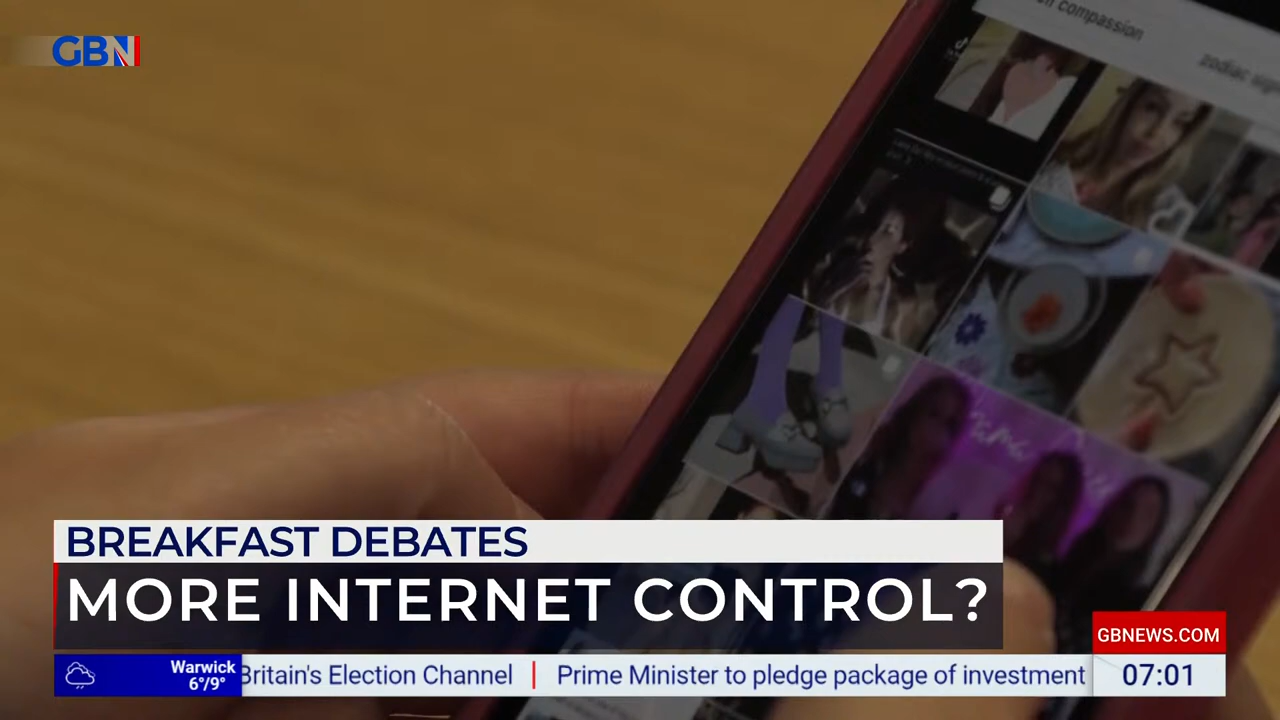 GBN
compassion
zodiac
BREAKFAST DEBATES
MORE INTERNET CONTROL?
GBNEWS.COM
Warwick
6°/9°
Britain's Election Channel | Prime Minister to pledge package of investment
07:01